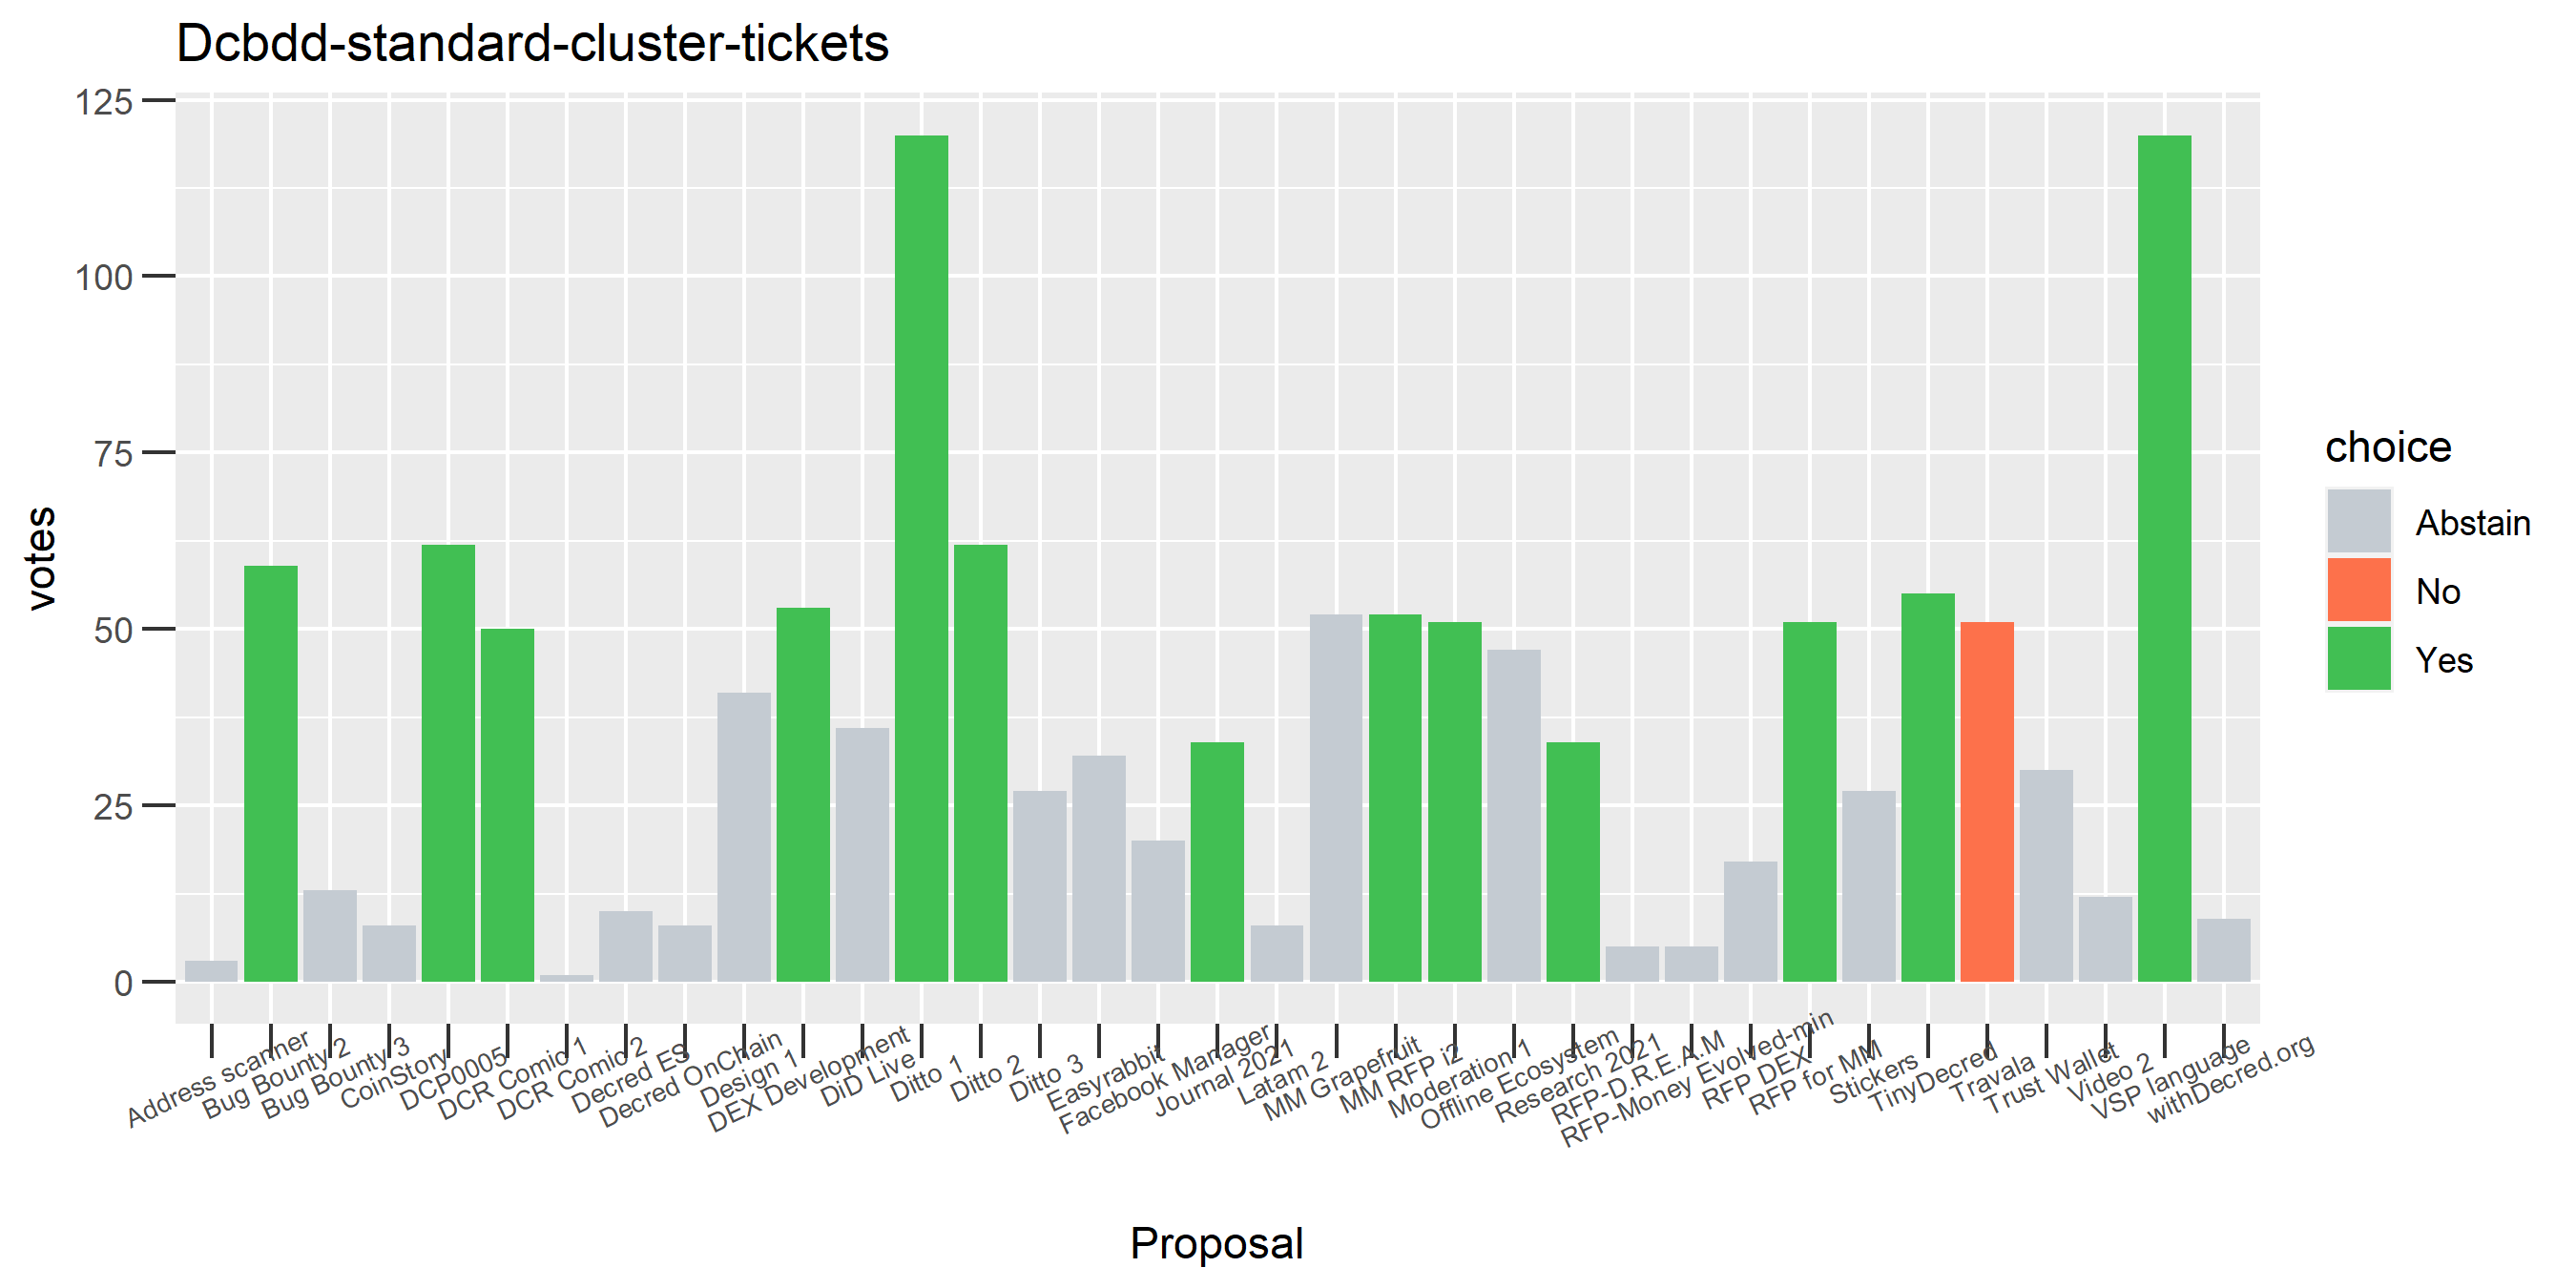 Dcbdd-standard-cluster-tickets
125
100
75
50
25
0
votes
Address scanner
Bug Bounty 2
Bug Bounty 3
CoinStory
DCP0005
DCR Comic 1
DCR Comic 2
Decred ES
Decred OnChain
Design 1
DEX Development
DiD Live
Ditto 1
Ditto 2
Ditto 3
Easyrabbit
Facebook Manager
Journal 2021
Latam 2
MM Grapefruit
MM RFP i2
Moderation 1
Offline Ecosystem
Research 2021
RFP-D.R.E.A.M
RFP-Money Evolved-min
RFP DEX
RFP for MM
Stickers
TinyDecred
Travala
Trust Wallet
Video 2
VSP language
withDecred.org
Proposal
choice
Abstain
No
Yes